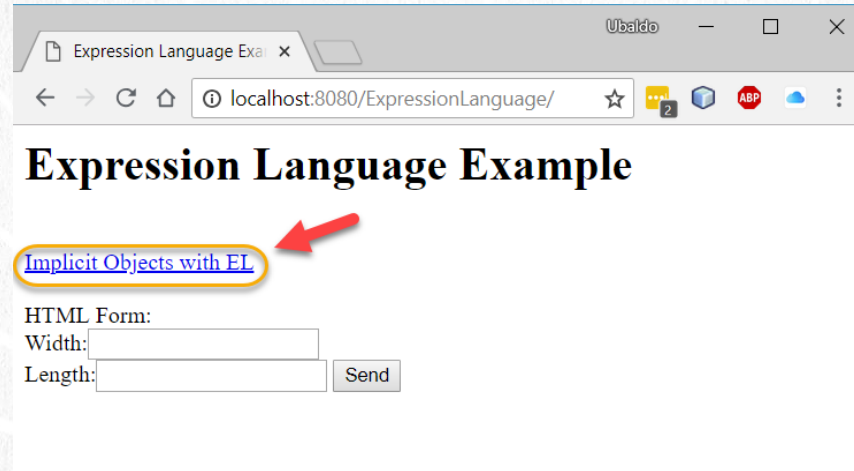 Ubaldo
Expression Language Exa
localhost:8080/ExpressionLanguage/
2
ABP
Expression Language Example
Implicit Objects with EL
HTML Form:
Width:
Length: Send